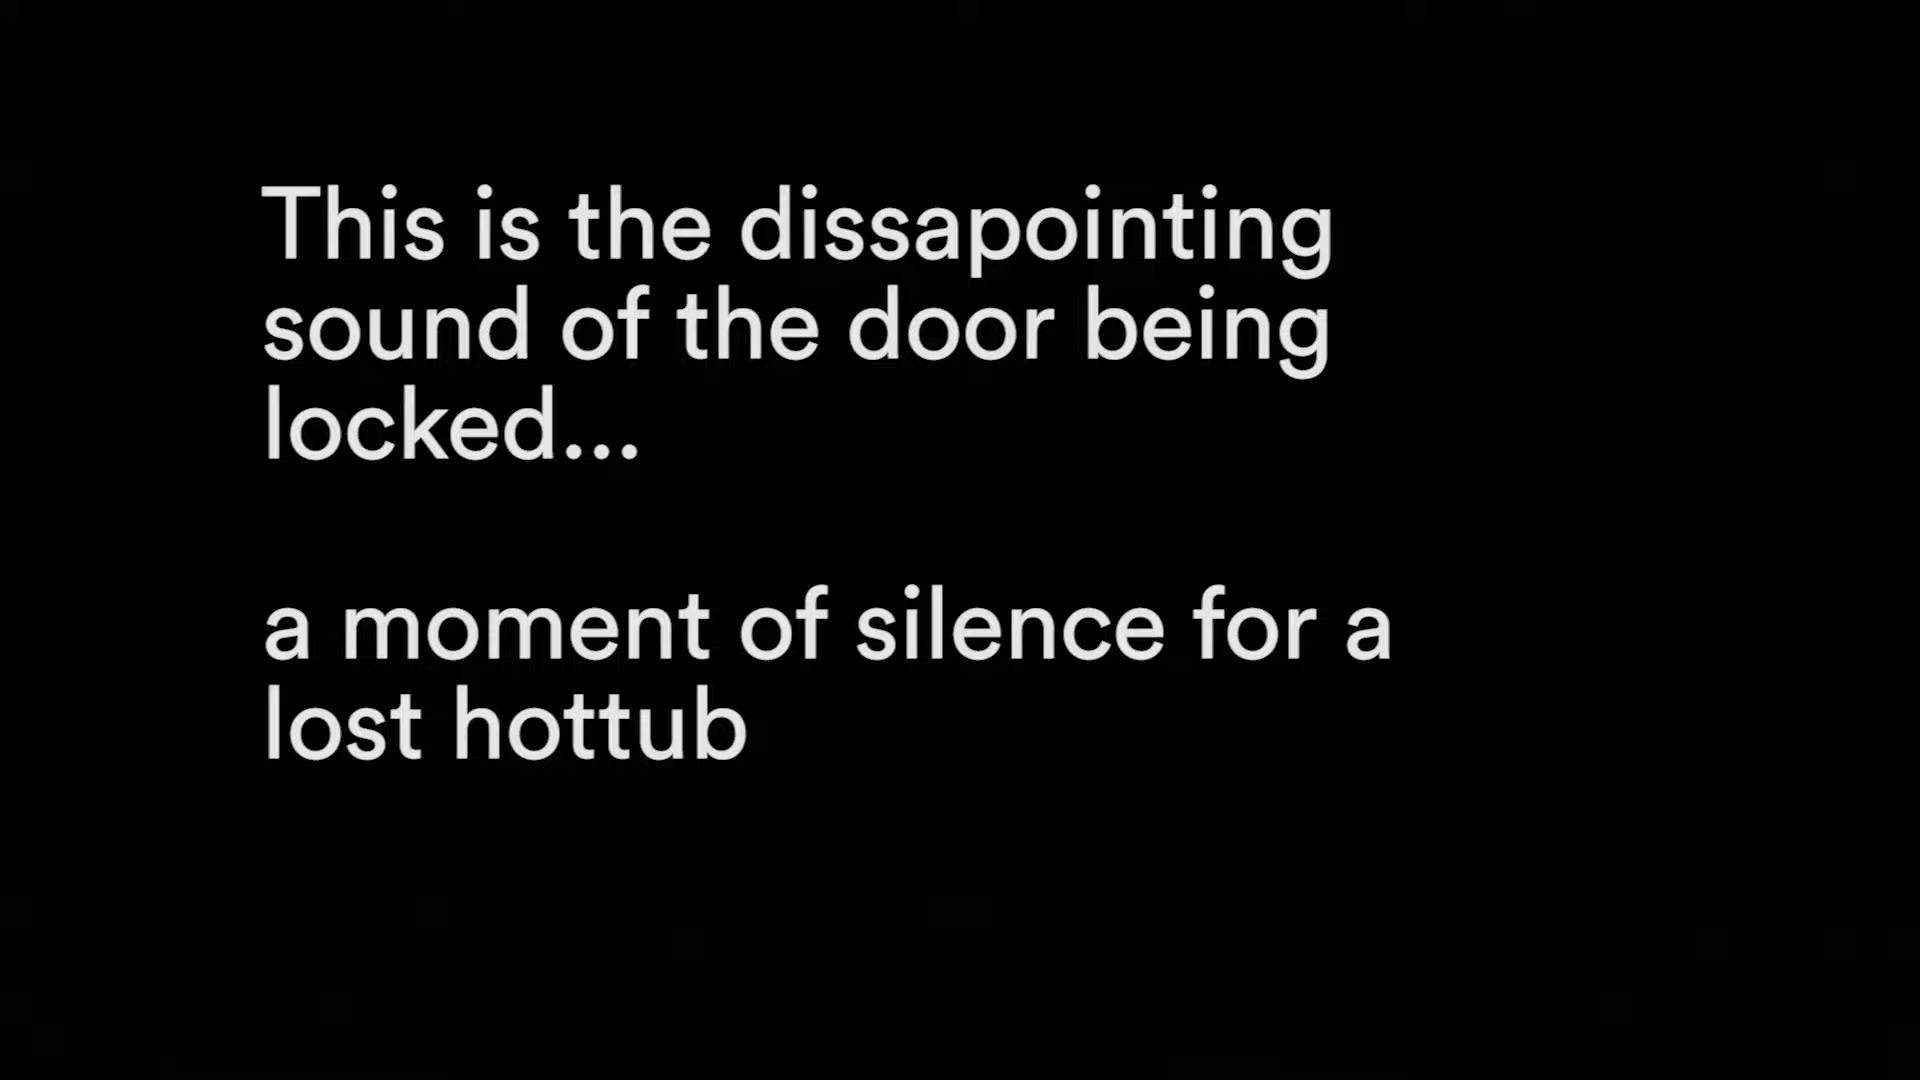 This is the dissapointing
sound of the door being
locked...
a moment of silence for a
lost hottub